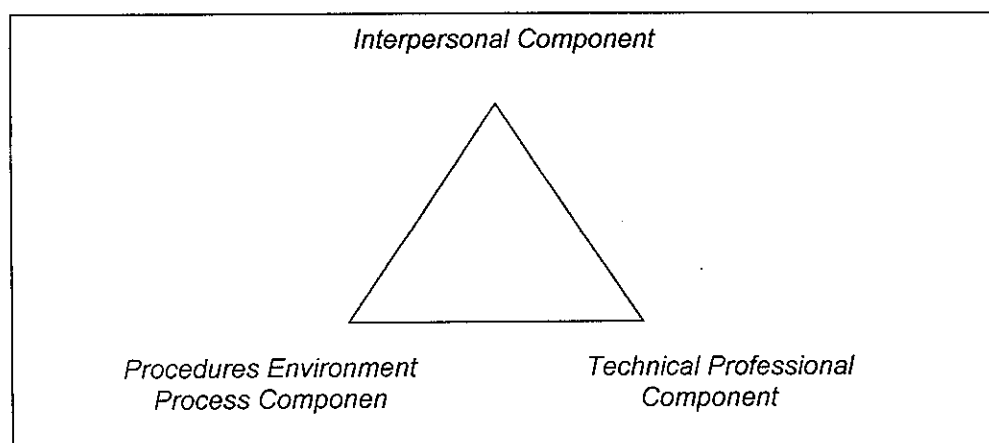 Interpersonal Component
Procedures Environment
Process Componen
Technical Professional
Component